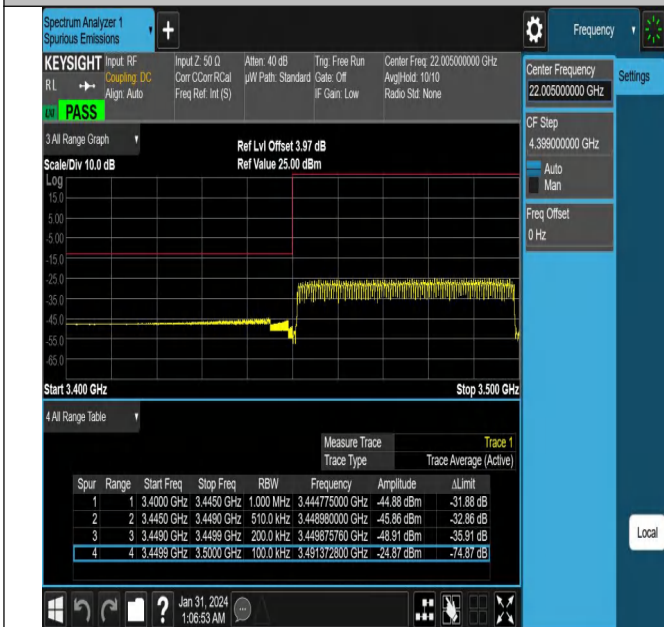 Spectrum Analyzer 1
Spurious Emissions
Frequency
KEYSIGHT Input: RF Input Z: 50 Ω Atten: 40 dB Trig: Free Run Center Freq: 22.005000000 GHz
RL Coupling: DC Corr CCorr RCal µW Path: Standard Gate: Off Avg|Hold: 10/10
Align: Auto Freq Ref: Int (S) IF Gain: Low Radio Std: None
PASS
Center Frequency
22.005000000 GHz
Settings
CF Step
4.399000000 GHz
Auto
Man
Freq Offset
0 Hz
3 All Range Graph
Ref Lvl Offset 3.97 dB
Scale/Div 10.0 dB Ref Value 25.00 dBm
Log
15.0
5.00
-5.00
-15.0
-25.0
-35.0
-45.0
-55.0
-65.0
Start 3.400 GHz Stop 3.500 GHz
4 All Range Table
Measure Trace Trace 1
Trace Type Trace Average (Active)
Spur Range Start Freq Stop Freq RBW Frequency Amplitude ΔLimit
1 1 3.4000 GHz 3.4450 GHz 1.000 MHz 3.444775000 GHz -44.88 dBm -31.88 dB
2 2 3.4450 GHz 3.4490 GHz 510.0 kHz 3.448980000 GHz -45.86 dBm -32.86 dB
3 3 3.4490 GHz 3.4499 GHz 200.0 kHz 3.449875760 GHz -48.91 dBm -35.91 dB
4 4 3.4499 GHz 3.5000 GHz 100.0 kHz 3.491372800 GHz -24.87 dBm -74.87 dB
Local
Jan 31, 2024
1:06:53 AM